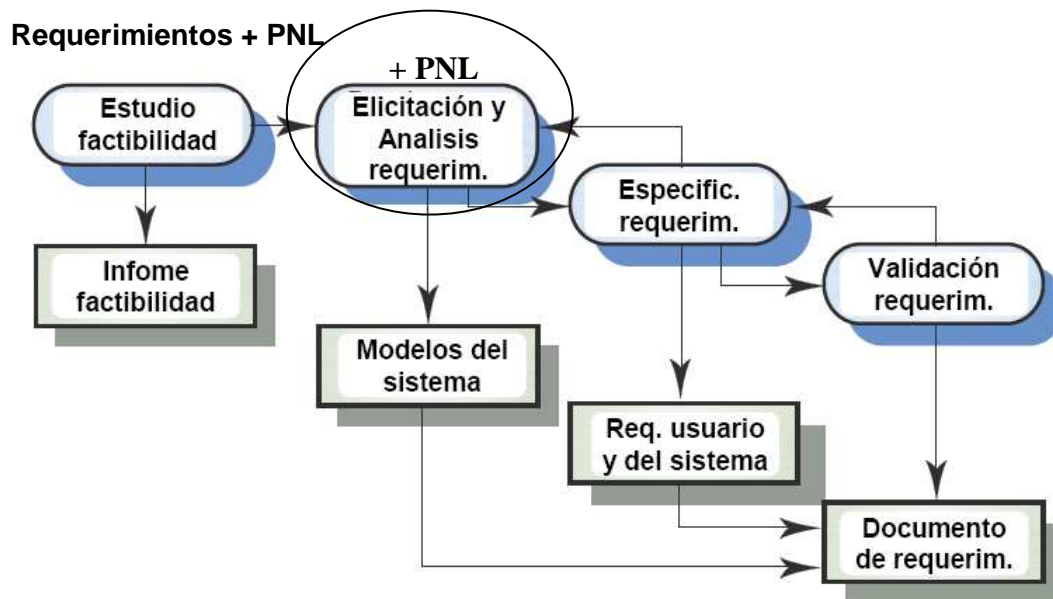 Requerimientos + PNL
+ PNL
Estudio
factibilidad
Elicitación y
Analisis
requerim.
Especific.
requerim.
Infome
factibilidad
Validación
requerim.
Modelos del
sistema
Req. usuario
y del sistema
Documento
de requerim.